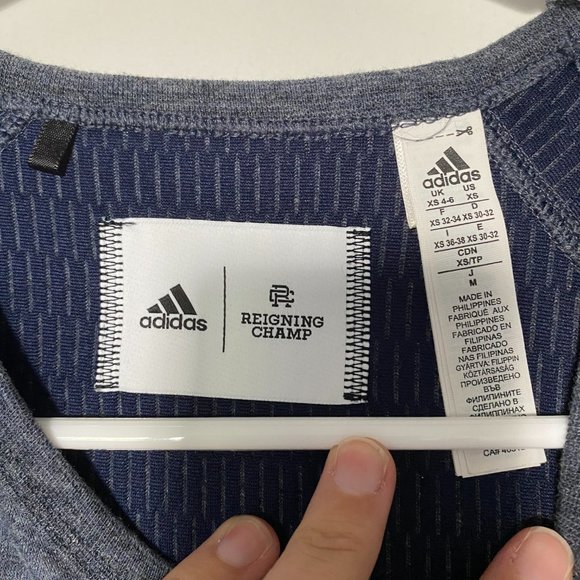 adidas
RC
REIGNING
CHAMP
adidas
UK US
XS 4-6 XS
F D
XS 32-34 XS 30-32
I E
XS 36-38 XS 30-32
CDN
XS/TP
J
M
MADE IN
PHILIPPINES
FABRIQUÉ AUX
PHILIPPINES
FABRICADO EN
FILIPINAS
FABRICADO
NAS FILIPINAS
GYÁRTVA: FILIPPIN
KÖZTÁRSASÁG
ПРОИЗВЕДЕНО
ВЪВ
ФИЛИПИНИТЕ
СДЕЛАНО В